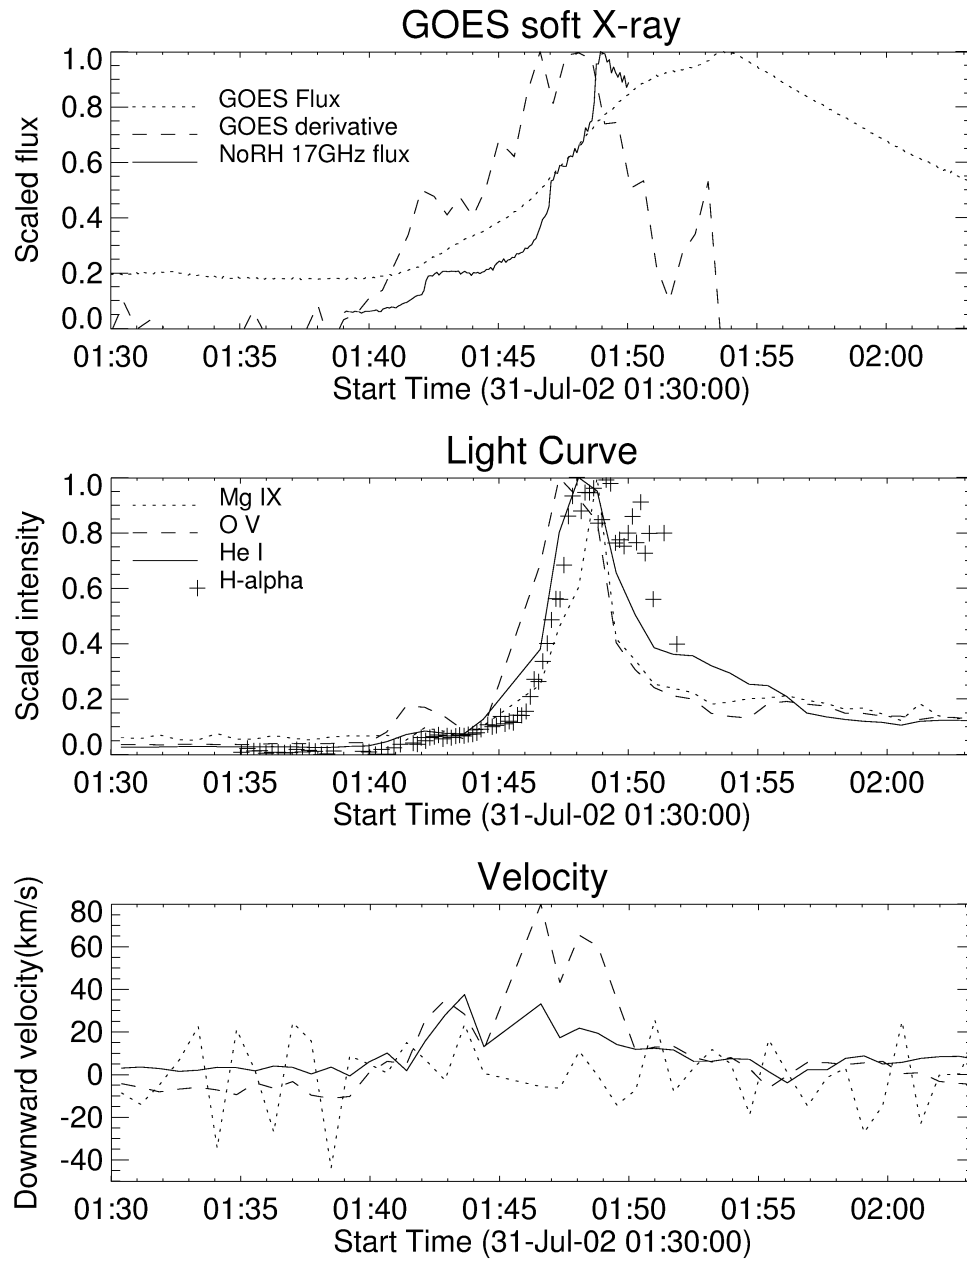 GOES soft X-ray
1.0
0.8
0.6
0.4
0.2
0.0
Scaled flux
GOES Flux
GOES derivative
NoRH 17GHz flux
01:30 01:35 01:40 01:45 01:50 01:55 02:00
Start Time (31-Jul-02 01:30:00)
Light Curve
1.0
0.8
0.6
0.4
0.2
0.0
Scaled intensity
Mg IX
O V
He I
H-alpha
01:30 01:35 01:40 01:45 01:50 01:55 02:00
Start Time (31-Jul-02 01:30:00)
Velocity
80
60
40
20
0
-20
-40
Downward velocity(km/s)
01:30 01:35 01:40 01:45 01:50 01:55 02:00
Start Time (31-Jul-02 01:30:00)